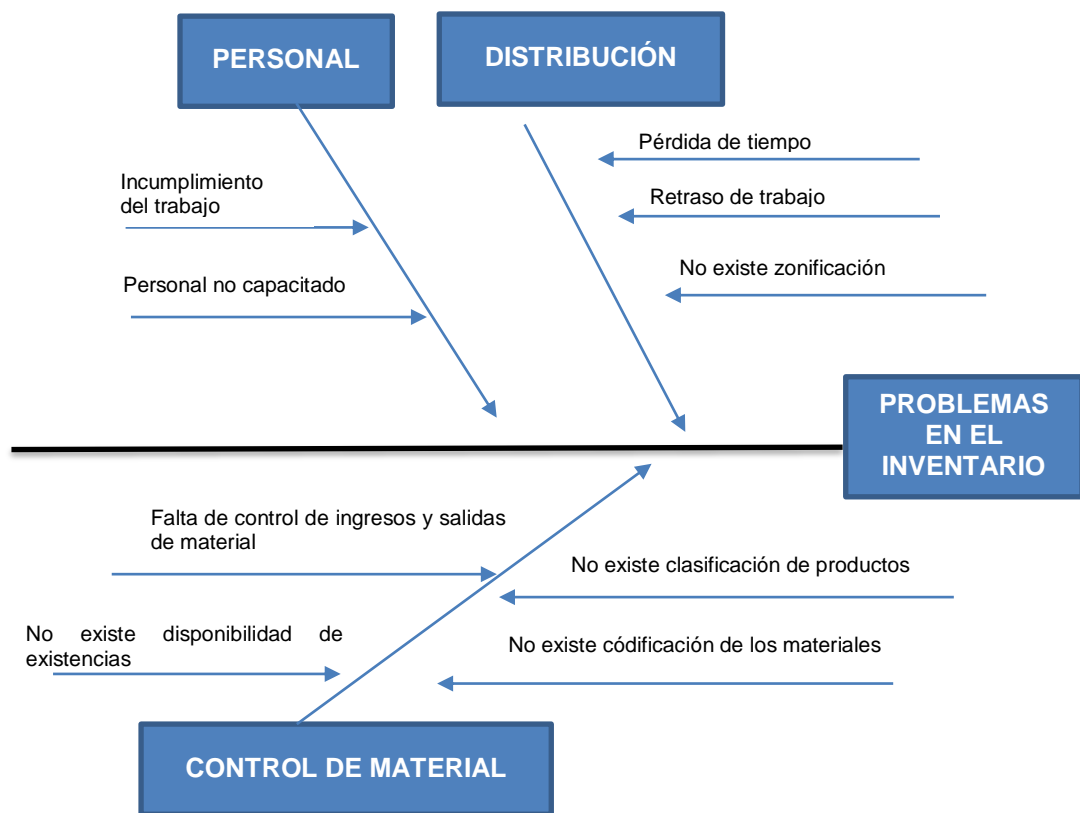 PERSONAL
DISTRIBUCIÓN
Pérdida de tiempo
Incumplimiento
del trabajo
Retraso de trabajo
No existe zonificación
Personal no capacitado
PROBLEMAS
EN EL
INVENTARIO
Falta de control de ingresos y salidas
de material
No existe clasificación de productos
No existe disponibilidad de
existencias
No existe códificación de los materiales
CONTROL DE MATERIAL